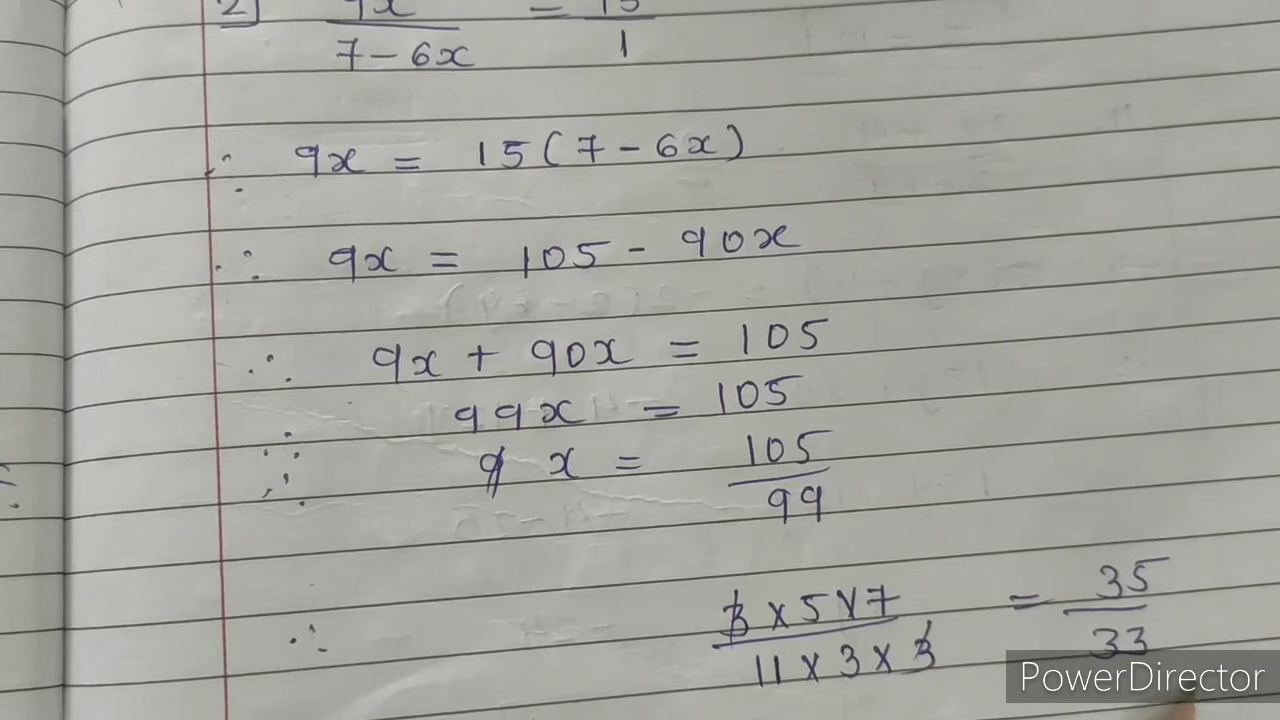 2] 9x = 15
7 - 6x 1
∴ 9x = 15(7 - 6x)
∴ 9x = 105 - 90x
∴ 9x + 90x = 105
∴ 99x = 105
∴ x = 105
99
∴ 3 x 5 x 7 = 35
11 x 3 x 3 33
PowerDirector